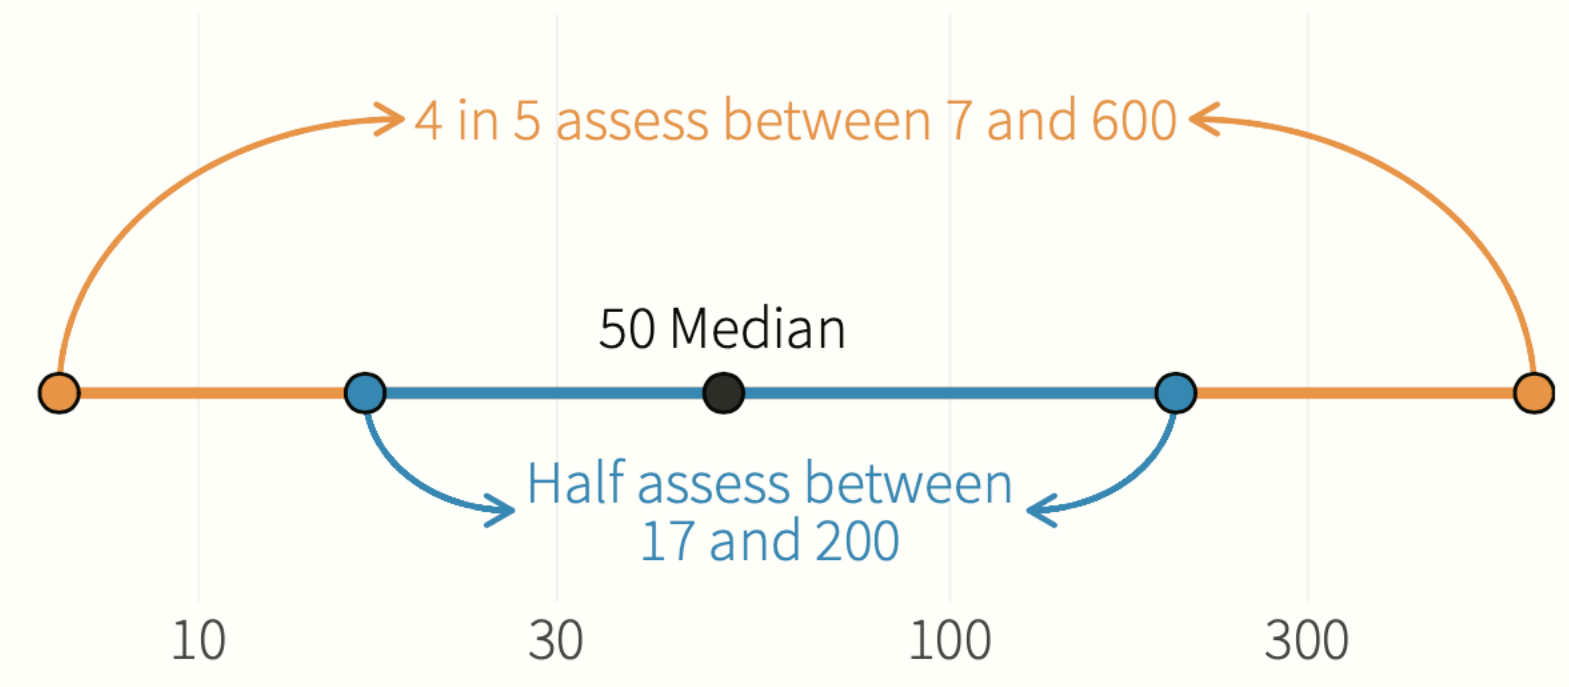 4 in 5 assess between 7 and 600
50 Median
Half assess between
17 and 200
10 30 100 300